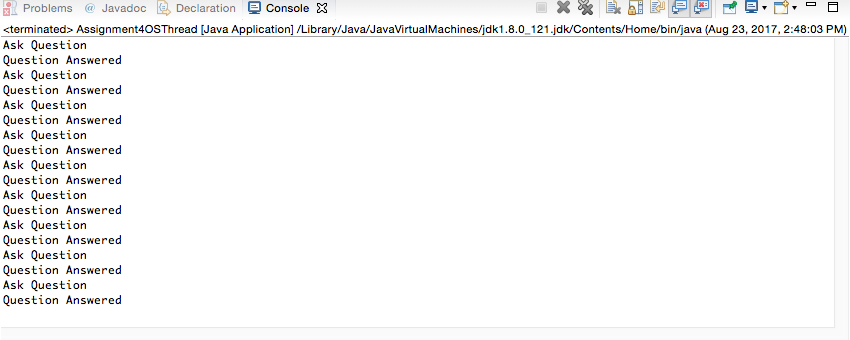 Problems @ Javadoc Declaration Console
<terminated> Assignment4OSThread [Java Application] /Library/Java/JavaVirtualMachines/jdk1.8.0_121.jdk/Contents/Home/bin/java (Aug 23, 2017, 2:48:03 PM)
Ask Question
Question Answered
Ask Question
Question Answered
Ask Question
Question Answered
Ask Question
Question Answered
Ask Question
Question Answered
Ask Question
Question Answered
Ask Question
Question Answered
Ask Question
Question Answered
Ask Question
Question Answered